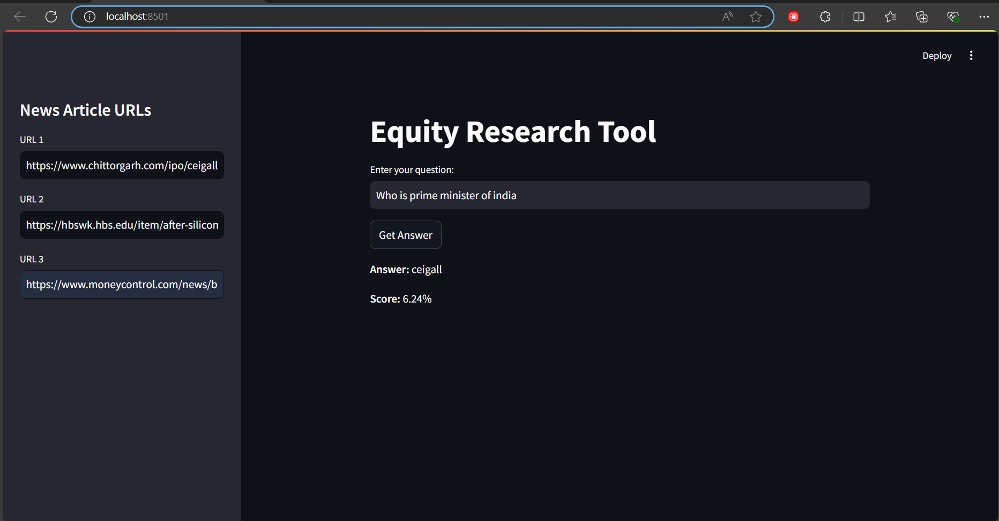 localhost:8501
Deploy
News Article URLs
URL 1
https://www.chittorgarh.com/ipo/ceigall
URL 2
https://hbswk.hbs.edu/item/after-silicon
URL 3
https://www.moneycontrol.com/news/b
Equity Research Tool
Enter your question:
Who is prime minister of india
Get Answer
Answer: ceigall
Score: 6.24%